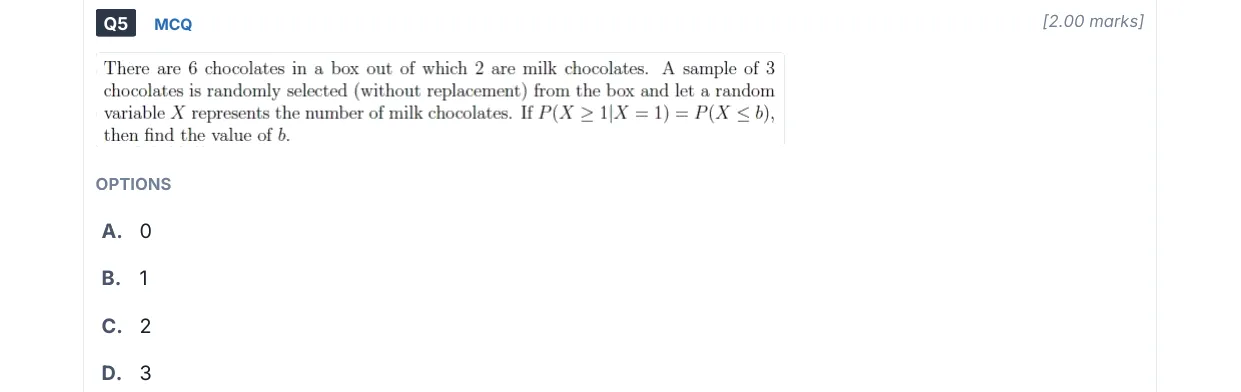 Q5 MCQ [2.00 marks]
There are 6 chocolates in a box out of which 2 are milk chocolates. A sample of 3
chocolates is randomly selected (without replacement) from the box and let a random
variable X represents the number of milk chocolates. If P(X ≥ 1|X = 1) = P(X ≤ b),
then find the value of b.
OPTIONS
A. 0
B. 1
C. 2
D. 3